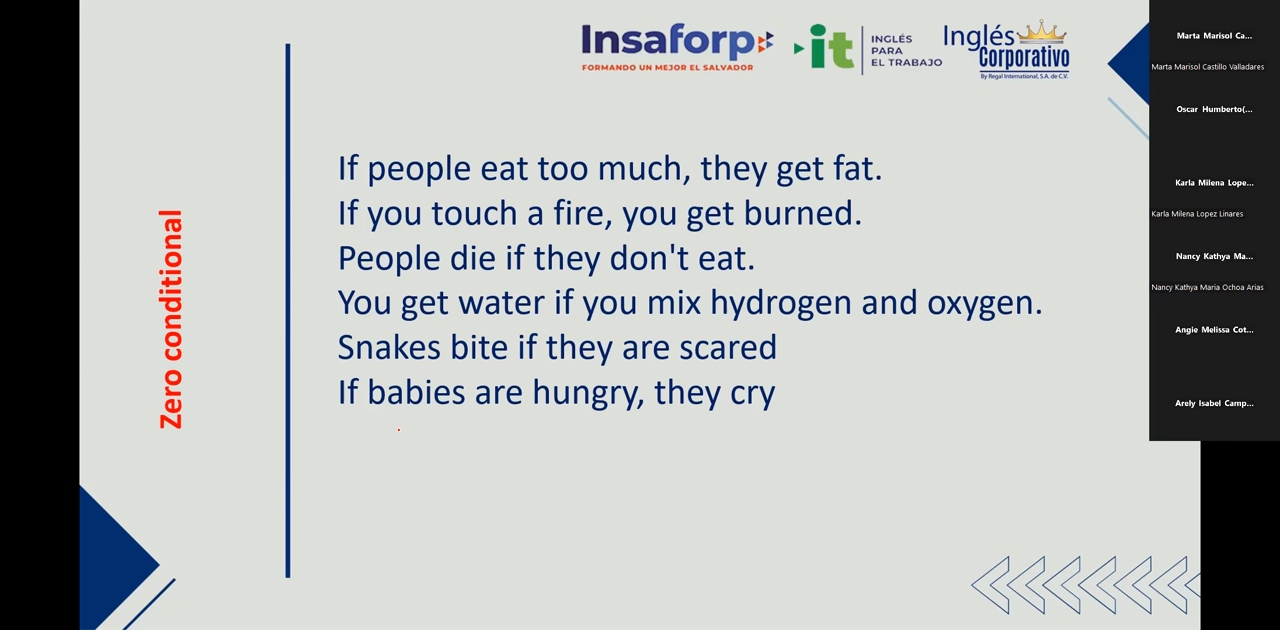 Insaforp
FORMANDO UN MEJOR EL SALVADOR
it
INGLÉS
PARA
EL TRABAJO
Inglés
Corporativo
By Regal International, S.A. de C.V.
Zero conditional
If people eat too much, they get fat.
If you touch a fire, you get burned.
People die if they don't eat.
You get water if you mix hydrogen and oxygen.
Snakes bite if they are scared
If babies are hungry, they cry
Marta Marisol Ca...
Marta Marisol Castillo Valladares
Oscar Humberto(...
Karla Milena Lope...
Karla Milena Lopez Linares
Nancy Kathya Ma...
Nancy Kathya Maria Ochoa Arias
Angie Melissa Cot...
Arely Isabel Camp...